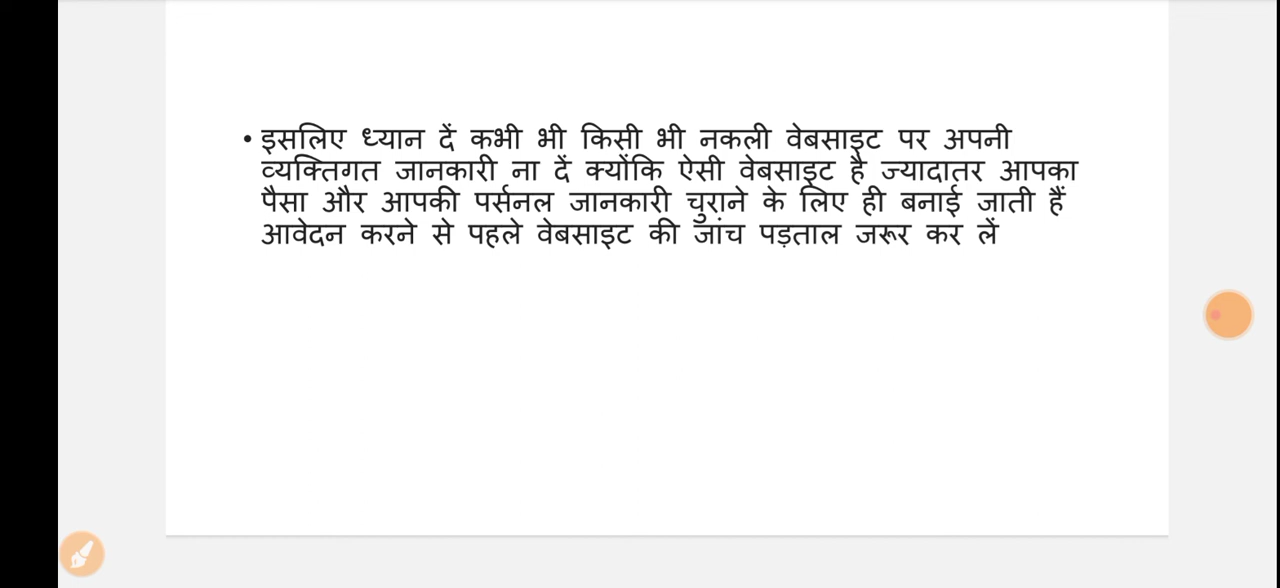 • इसलिए ध्यान दें कभी भी किसी भी नकली वेबसाइट पर अपनी
व्यक्तिगत जानकारी ना दें क्योंकि ऐसी वेबसाइट है ज्यादातर आपका
पैसा और आपकी पर्सनल जानकारी चुराने के लिए ही बनाई जाती हैं
आवेदन करने से पहले वेबसाइट की जांच पड़ताल जरूर कर लें